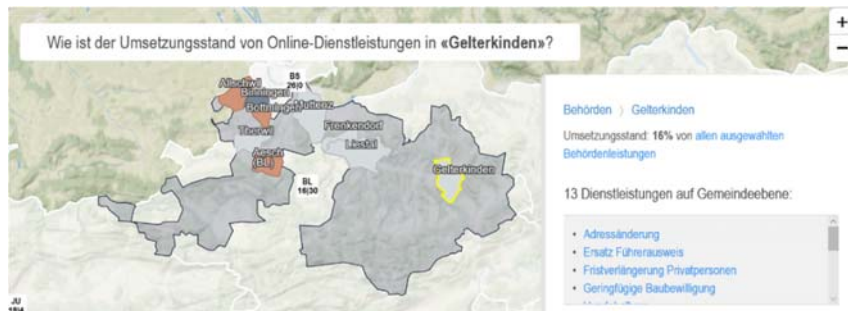 Wie ist der Umsetzungsstand von Online-Dienstleistungen in «Gelterkinden»?
+
−
Allschwil
Binningen
BS
26|0
Bottmingen
Muttenz
Therwil
Frenkendorf
Liestal
Aesch
(BL)
BL
16|30
Gelterkinden
JU
Behörden 〉 Gelterkinden
Umsetzungsstand: 16% von allen ausgewählten
Behördenleistungen
13 Dienstleistungen auf Gemeindeebene:
• Adressänderung
• Ersatz Führerausweis
• Fristverlängerung Privatpersonen
• Geringfügige Baubewilligung